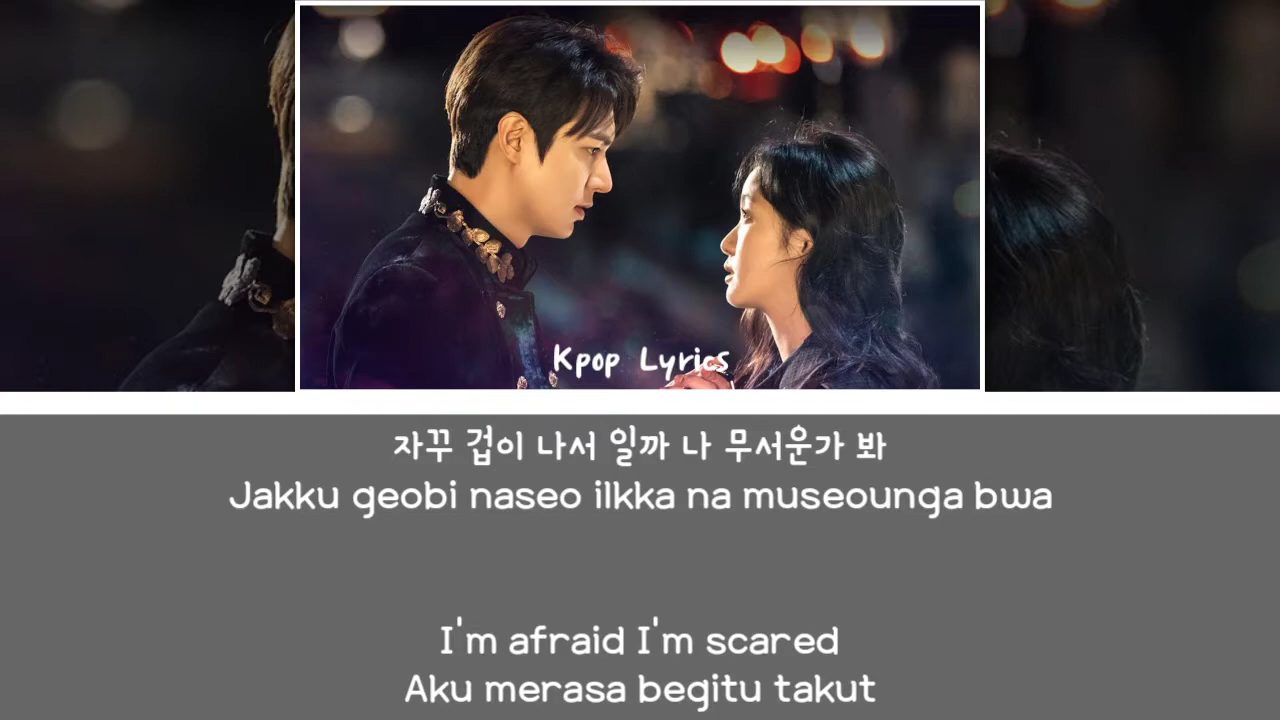 Kpop Lyrics
자꾸 겁이 나서 일까 나 무서운가 봐
Jakku geobi naseo ilkka na museounga bwa
I'm afraid I'm scared
Aku merasa begitu takut